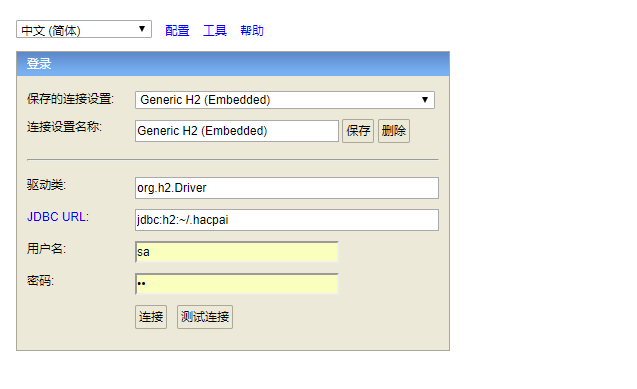 中文 (简体) 配置 工具 帮助
登录
保存的连接设置: Generic H2 (Embedded)
连接设置名称: Generic H2 (Embedded) 保存 删除
驱动类: org.h2.Driver
JDBC URL: jdbc:h2:~/.hacpai
用户名: sa
密码: ••
连接 测试连接